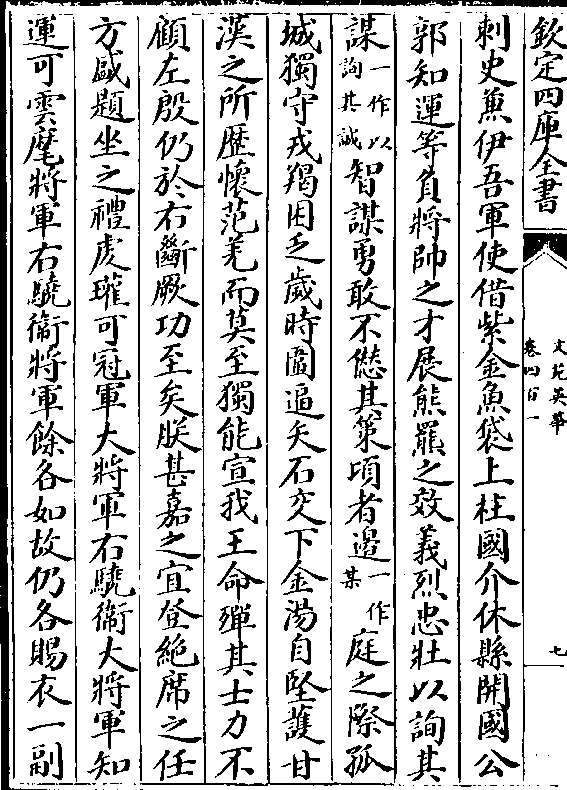 欽定四庫全書
文苑英華
卷四百一
七
刺史兼伊吾軍使借紫金魚袋上柱國介休縣開國公
郭知運等負將帥之才展熊羆之效義烈忠壯以詢其
謀一作以詢其誠智謀勇敢不愆其策頃者邉一作某庭之際孤
城獨守戎羯困乏歲時圖逼矢石交下金湯自堅護甘
漠之所歷懷范羌而莫至獨能宣我王命殫其士力不
顧左殷仍於右斷厥功至矣朕甚嘉之宜登絶席之任
方盛題坐之禮䖍瓘可冠軍大將軍右驍衞大將軍知
運可雲麾將軍右驍衞將軍餘各如故仍各賜衣一副